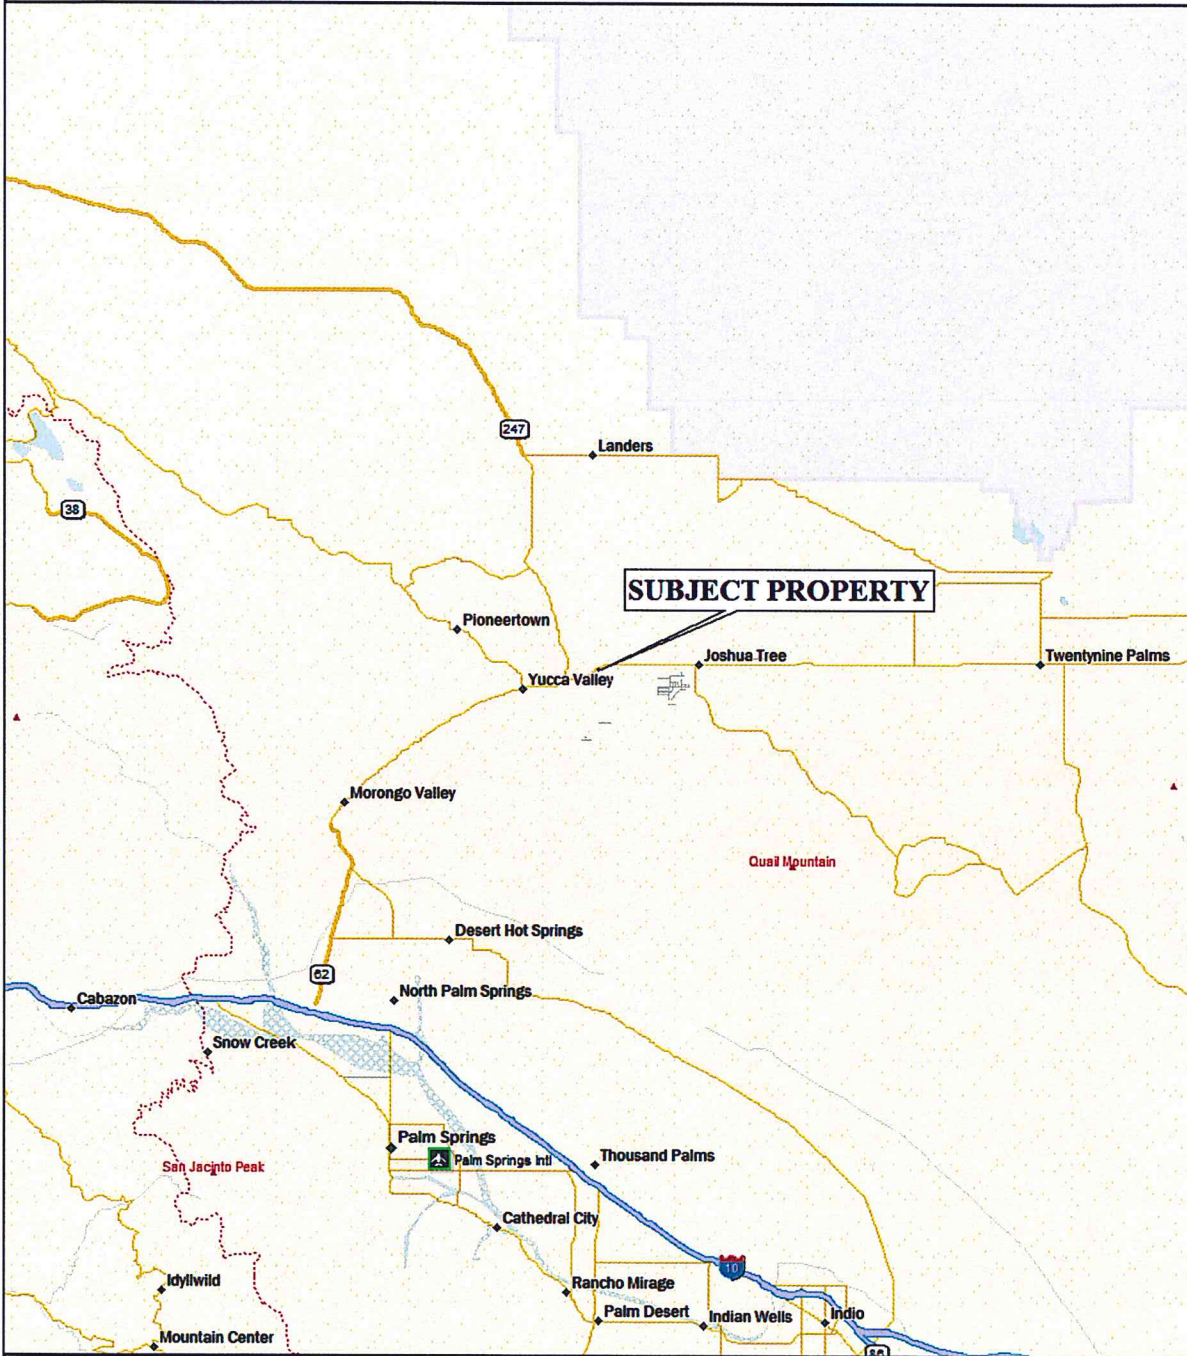 247
Landers
38
SUBJECT PROPERTY
Pioneertown
Joshua Tree
Twentynine Palms
Yucca Valley
Morongo Valley
Quail Mountain
Desert Hot Springs
62
North Palm Springs
Cabazon
Snow Creek
Palm Springs
Palm Springs Intl
Thousand Palms
San Jacinto Peak
Cathedral City
10
Idyllwild
Rancho Mirage
Palm Desert
Indian Wells
Indio
Mountain Center
86